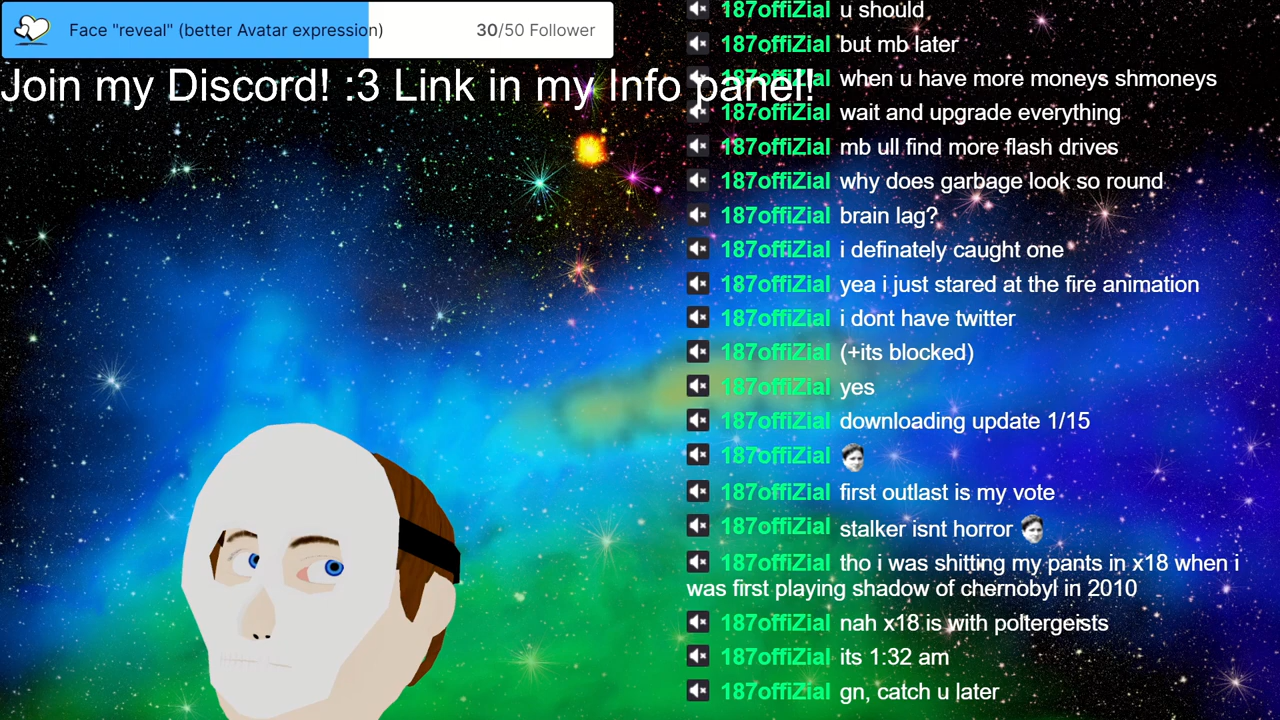 Face "reveal" (better Avatar expression) 30/50 Follower
Join my Discord! :3 Link in my Info panel!
187offiZial u should
187offiZial but mb later
187offiZial when u have more moneys shmoneys
187offiZial wait and upgrade everything
187offiZial mb ull find more flash drives
187offiZial why does garbage look so round
187offiZial brain lag?
187offiZial i definately caught one
187offiZial yea i just stared at the fire animation
187offiZial i dont have twitter
187offiZial (+its blocked)
187offiZial yes
187offiZial downloading update 1/15
187offiZial
187offiZial first outlast is my vote
187offiZial stalker isnt horror
187offiZial tho i was shitting my pants in x18 when i
was first playing shadow of chernobyl in 2010
187offiZial nah x18 is with poltergeists
187offiZial its 1:32 am
187offiZial gn, catch u later